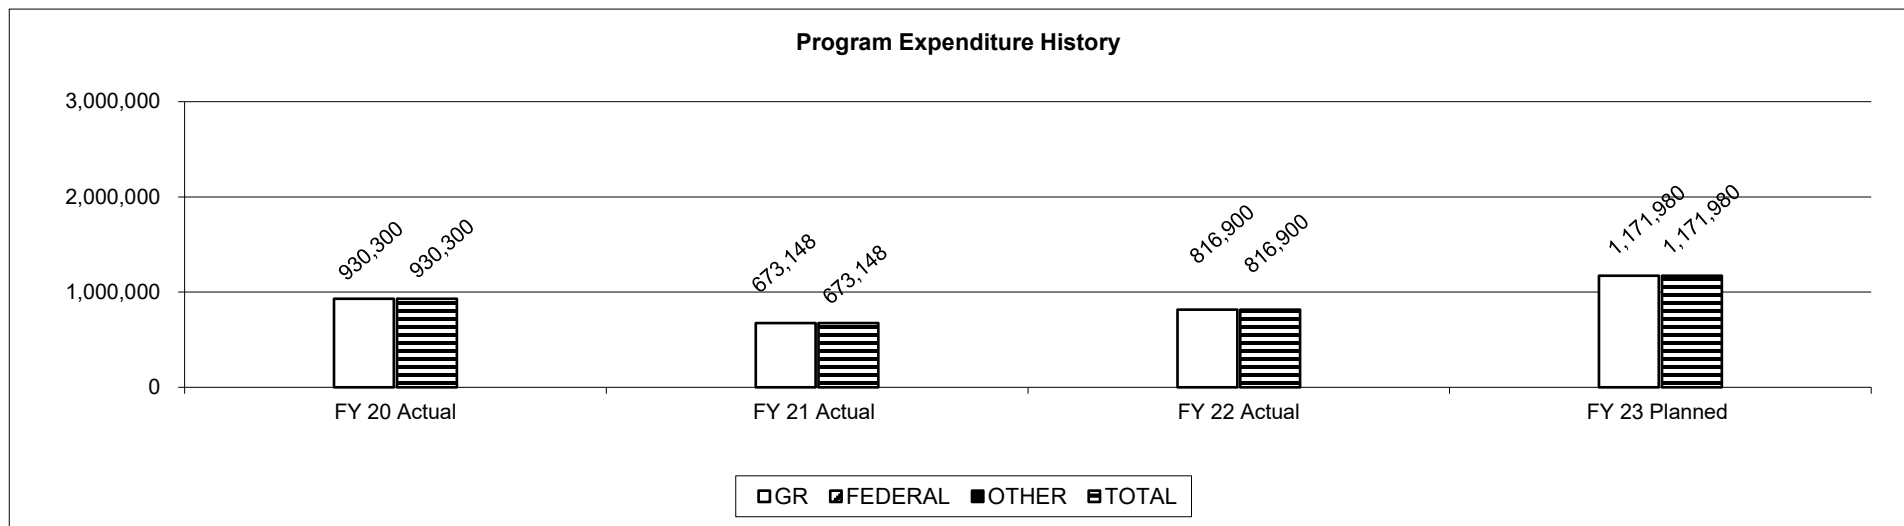 Program Expenditure History
3,000,000
2,000,000
1,000,000
0
930,300
930,300
673,148
673,148
816,900
816,900
1,171,980
1,171,980
FY 20 Actual
FY 21 Actual
FY 22 Actual
FY 23 Planned
GR FEDERAL OTHER TOTAL